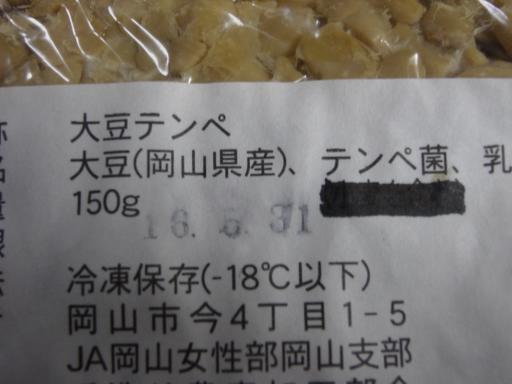 大豆テンペ
大豆(岡山県産)、テンペ菌、乳
150g
16.5.31
冷凍保存(-18℃以下)
岡山市今4丁目1-5
JA岡山女性部岡山支部